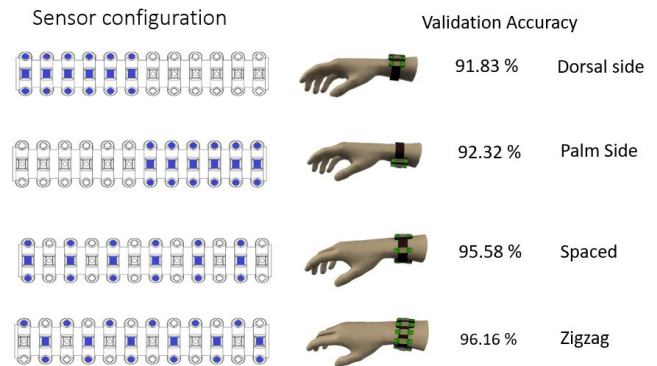 Sensor configuration
Validation Accuracy
91.83 % Dorsal side
92.32 % Palm Side
95.58 % Spaced
96.16 % Zigzag